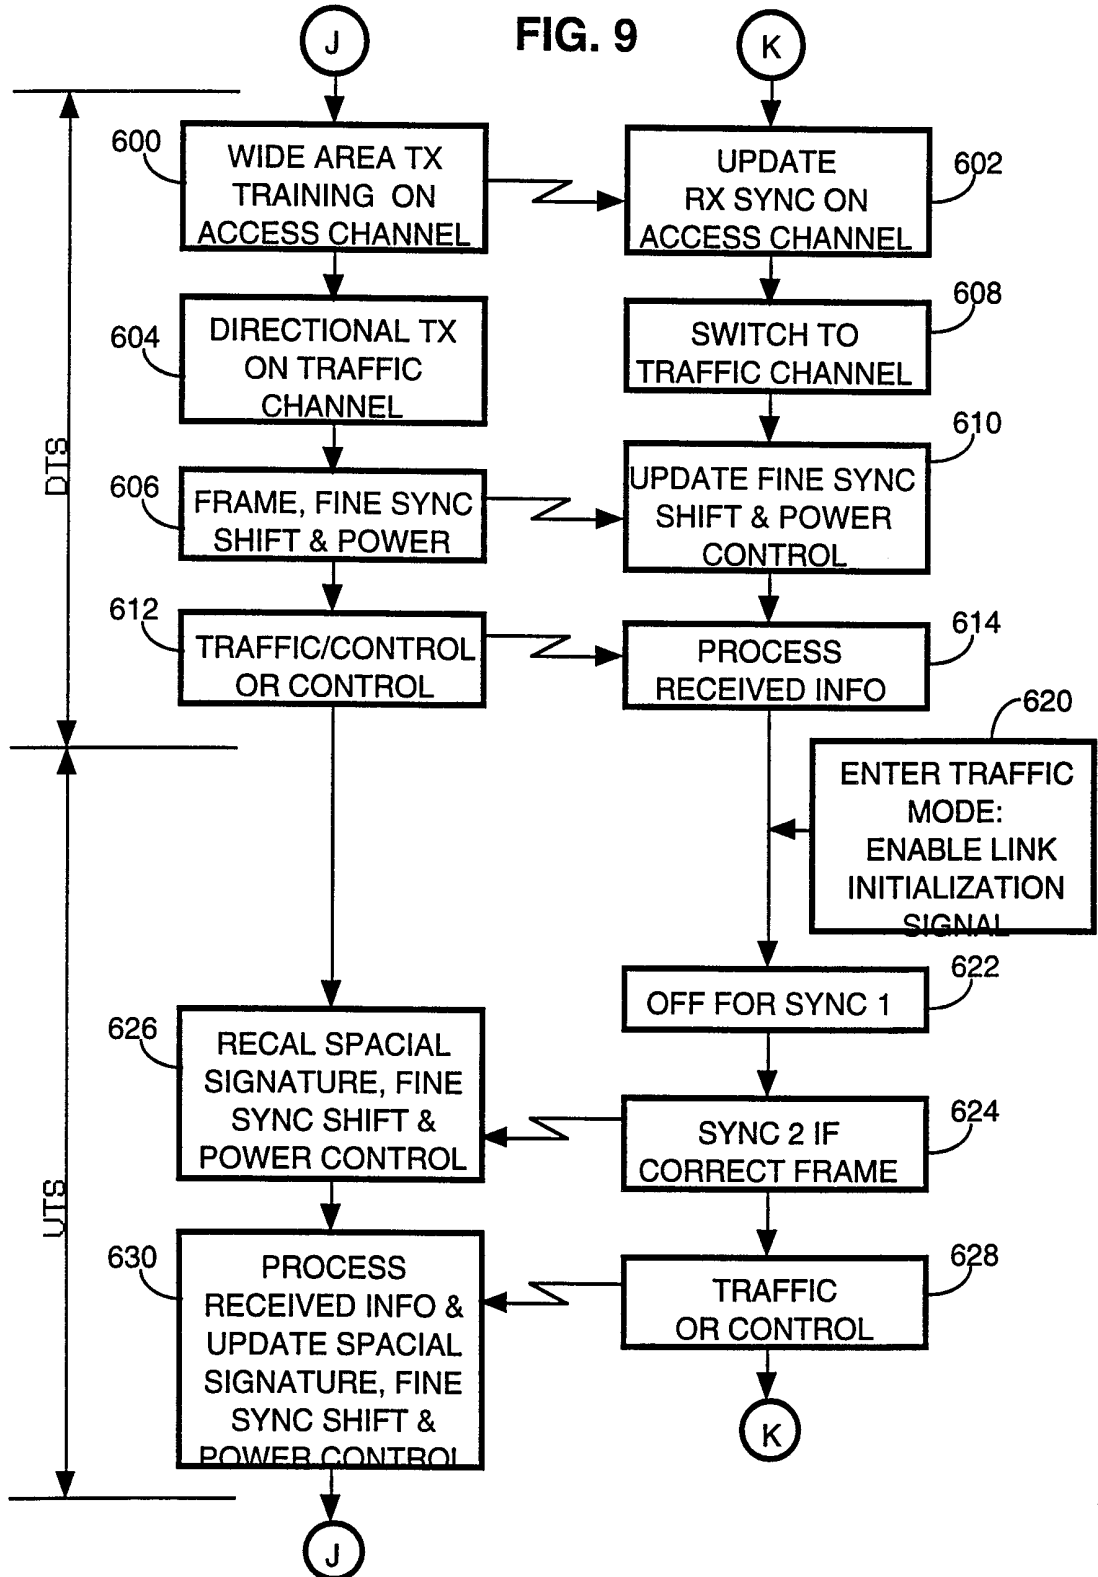 FIG. 9
J
K
600
WIDE AREA TX
TRAINING ON
ACCESS CHANNEL
UPDATE
RX SYNC ON
ACCESS CHANNEL
602
604
DIRECTIONAL TX
ON TRAFFIC
CHANNEL
SWITCH TO
TRAFFIC CHANNEL
608
DTS
606
FRAME, FINE SYNC
SHIFT & POWER
UPDATE FINE SYNC
SHIFT & POWER
CONTROL
610
612
TRAFFIC/CONTROL
OR CONTROL
PROCESS
RECEIVED INFO
614
620
ENTER TRAFFIC
MODE:
ENABLE LINK
INITIALIZATION
SIGNAL
OFF FOR SYNC 1
622
UTS
626
RECAL SPACIAL
SIGNATURE, FINE
SYNC SHIFT &
POWER CONTROL
SYNC 2 IF
CORRECT FRAME
624
630
PROCESS
RECEIVED INFO &
UPDATE SPACIAL
SIGNATURE, FINE
SYNC SHIFT &
POWER CONTROL
TRAFFIC
OR CONTROL
628
K
J